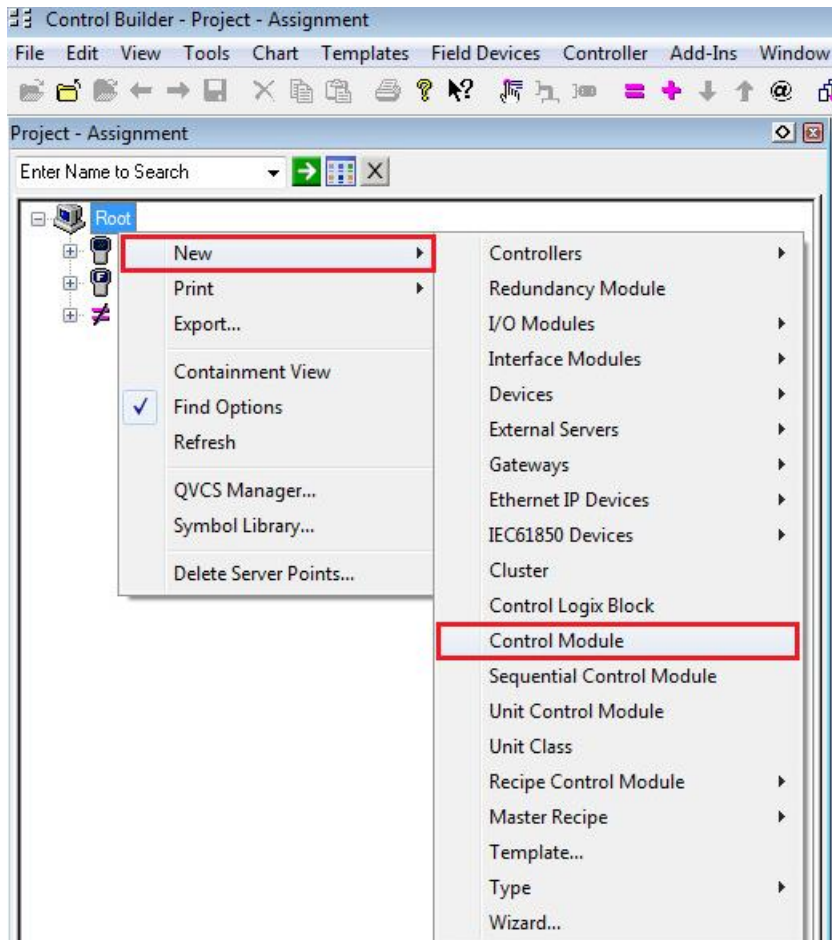 Control Builder - Project - Assignment
File Edit View Tools Chart Templates Field Devices Controller Add-Ins Window
Project - Assignment
Enter Name to Search
Root
New
Print
Export...
Containment View
Find Options
Refresh
QVCS Manager...
Symbol Library...
Delete Server Points...
Controllers
Redundancy Module
I/O Modules
Interface Modules
Devices
External Servers
Gateways
Ethernet IP Devices
IEC61850 Devices
Cluster
Control Logix Block
Control Module
Sequential Control Module
Unit Control Module
Unit Class
Recipe Control Module
Master Recipe
Template...
Type
Wizard...